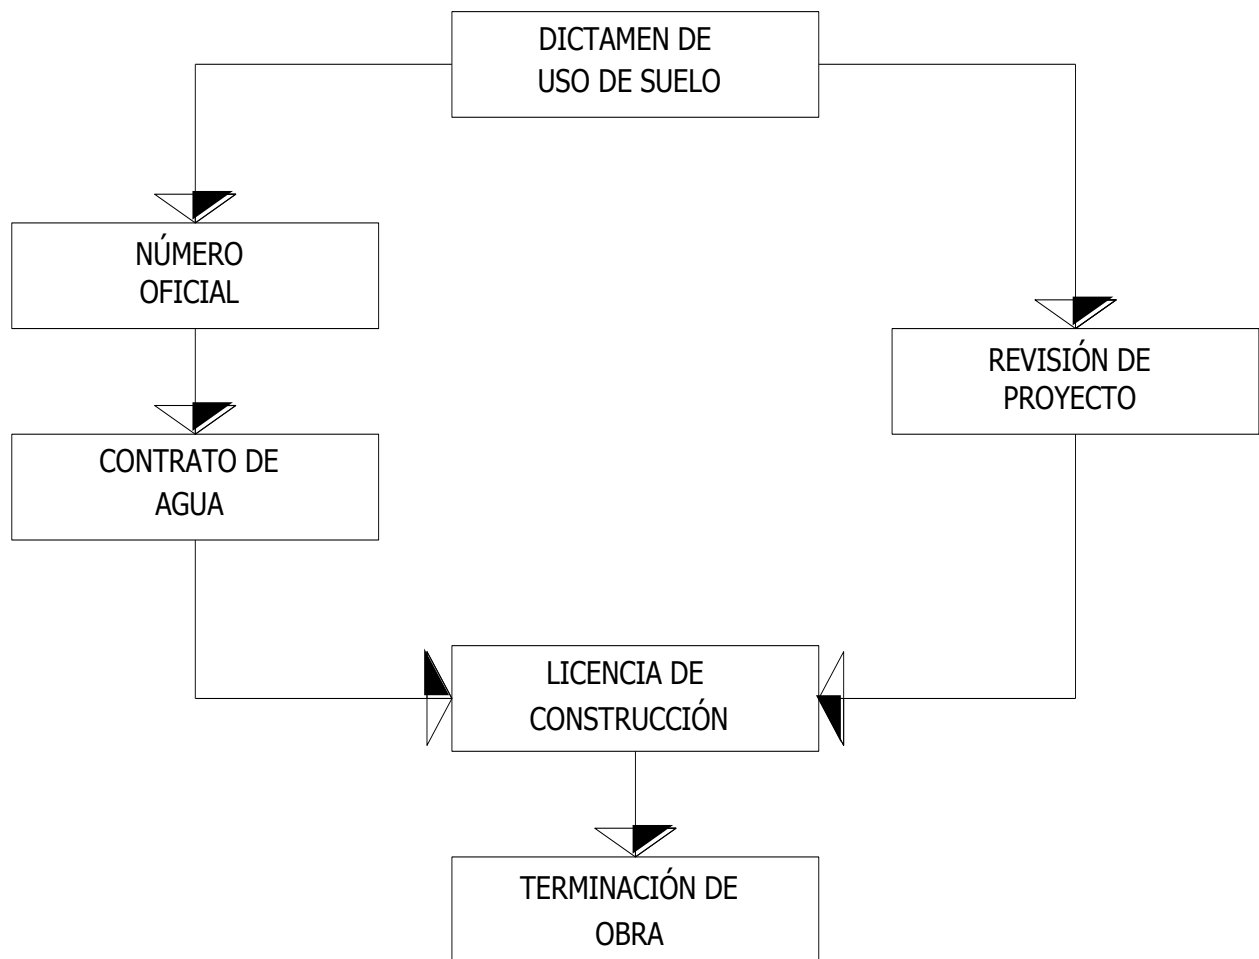 DICTAMEN DE
USO DE SUELO
NÚMERO
OFICIAL
REVISIÓN DE
PROYECTO
CONTRATO DE
AGUA
LICENCIA DE
CONSTRUCCIÓN
TERMINACIÓN DE
OBRA